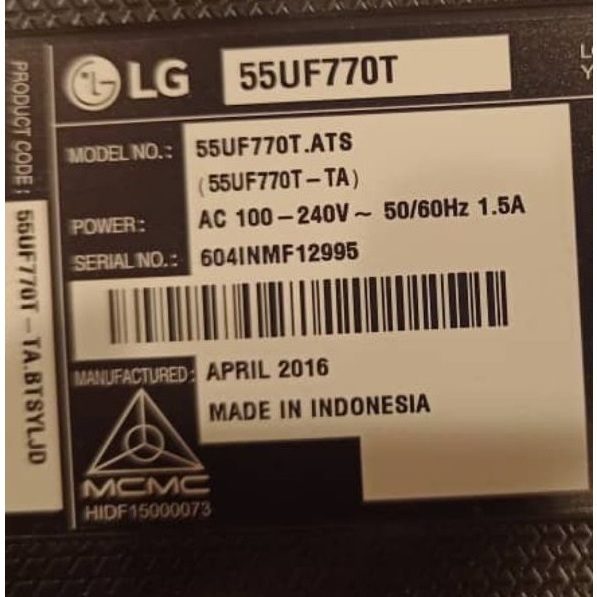 LG 55UF770T
MODEL NO.: 55UF770T.ATS
(55UF770T-TA)
POWER: AC 100-240V~ 50/60Hz 1.5A
SERIAL NO.: 604INMF12995
MANUFACTURED: APRIL 2016
MADE IN INDONESIA
MCMC
HIDF15000073
PRODUCT CODE: 55UF770T-TA.BTSYLJD